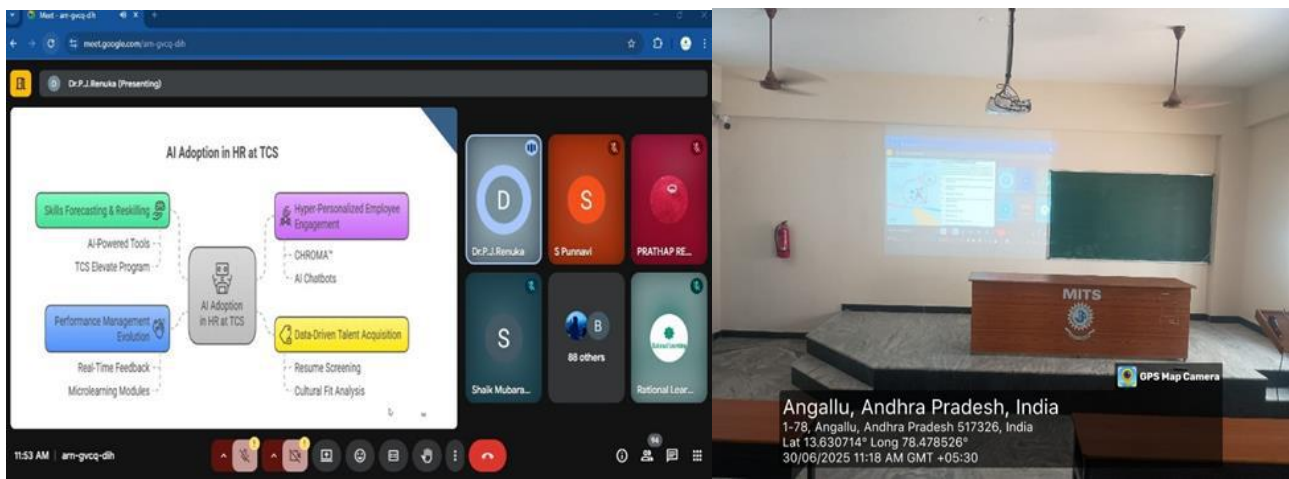 Meet - arn-gvcq-dih
meet.google.com/arn-gvcq-dih
D Dr.P.J.Renuka (Presenting)
AI Adoption in HR at TCS
Skills Forecasting & Reskilling
AI-Powered Tools
TCS Elevate Program
Hyper-Personalized Employee
Engagement
CHROMA™
AI Chatbots
AI Adoption
in HR at TCS
Performance Management
Evolution
Real-Time Feedback
Microlearning Modules
Data-Driven Talent Acquisition
Resume Screening
Cultural Fit Analysis
D
Dr.P.J.Renuka
S
S Punnavi
PRATHAP RE...
S
Shaik Mubara...
B
88 others
Rational Lear...
11:53 AM | arn-gvcq-dih
94
MITS
GPS Map Camera
Angallu, Andhra Pradesh, India
1-78, Angallu, Andhra Pradesh 517326, India
Lat 13.630714° Long 78.478526°
30/06/2025 11:18 AM GMT +05:30